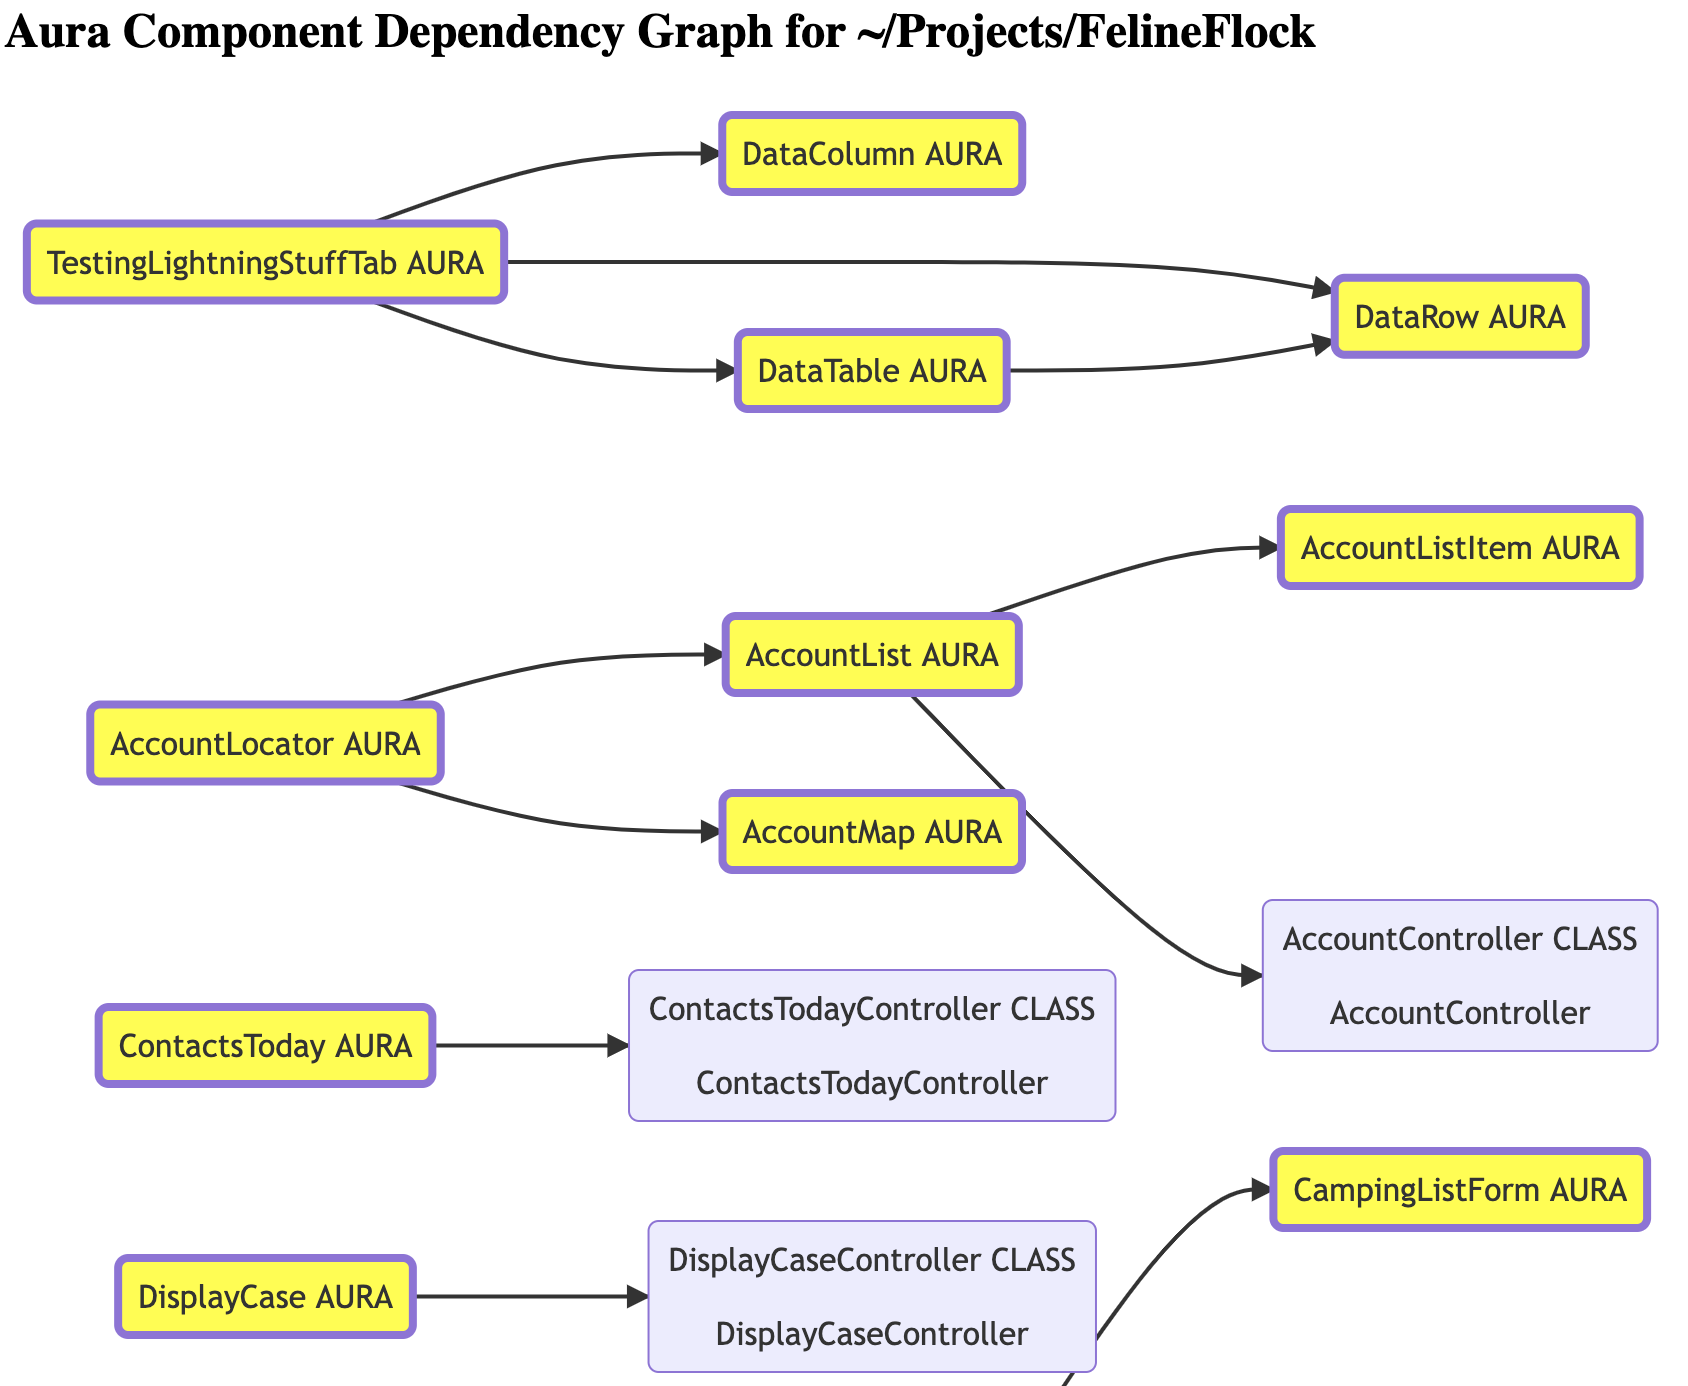 Aura Component Dependency Graph for ~/Projects/FelineFlock
DataColumn AURA
TestingLightningStuffTab AURA
DataRow AURA
DataTable AURA
AccountListItem AURA
AccountList AURA
AccountLocator AURA
AccountMap AURA
AccountController CLASS
AccountController
ContactsTodayController CLASS
ContactsToday AURA
ContactsTodayController
CampingListForm AURA
DisplayCaseController CLASS
DisplayCase AURA
DisplayCaseController